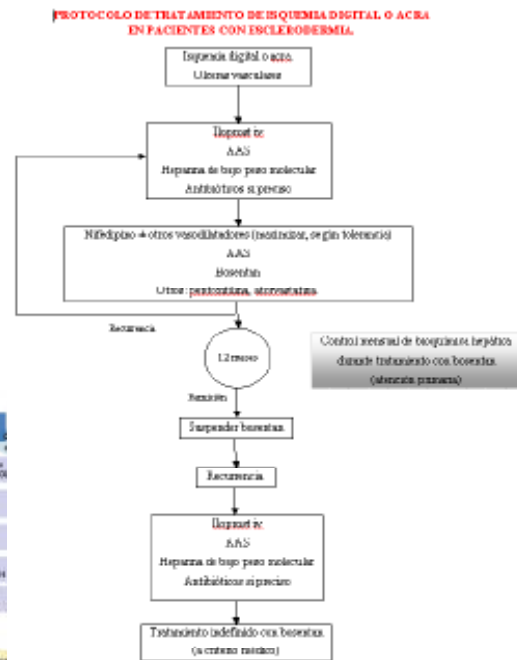 PROTOCOLO DE TRATAMIENTO DE ISQUEMIA DIGITAL O ACRA
EN PACIENTES CON ESCLERODERMIA
Isquemia digital o acra
Úlceras vasculares
Iloprost iv
AAS
Heparina de bajo peso molecular
Antibióticos si preciso
Nifedipino u otros vasodilatadores (maximizar, según tolerancia)
AAS
Bosentan
Otros: pentoxifilina, atorvastatina
Recurrencia
12 meses
Control mensual de bioquímica hepática
durante tratamiento con bosentan
(atención primaria)
Remisión
Suspender bosentan
Recurrencia
Iloprost iv
AAS
Heparina de bajo peso molecular
Antibióticos si preciso
Tratamiento indefinido con bosentan
(a criterio médico)